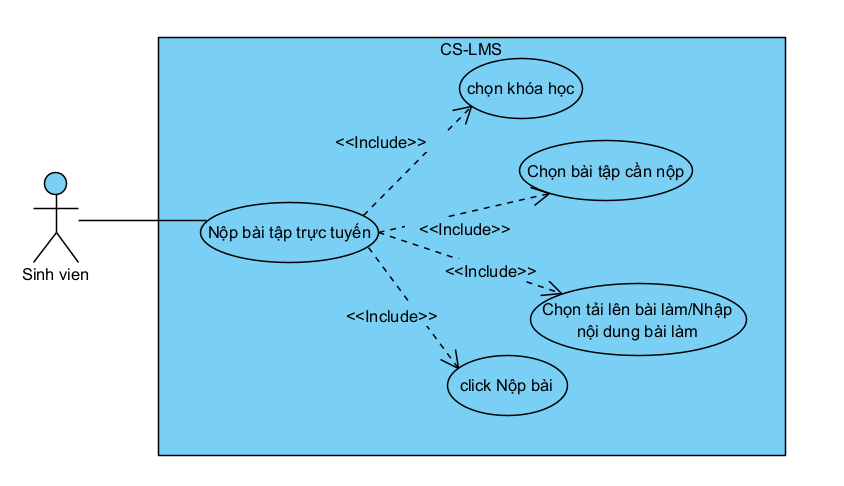 CS-LMS
chọn khóa học
<<Include>>
Chọn bài tập cần nộp
Nộp bài tập trực tuyến
<<Include>>
Sinh vien
<<Include>>
Chọn tải lên bài làm/Nhập
nội dung bài làm
<<Include>>
click Nộp bài